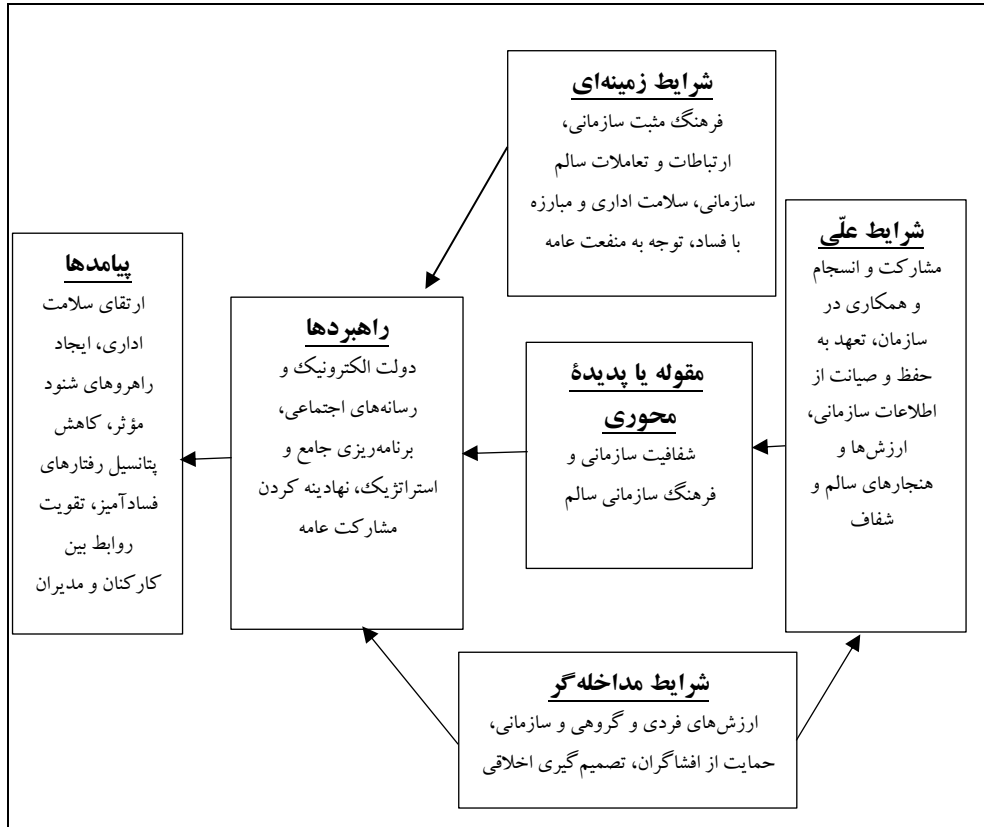 شرایط زمینه‌ای
فرهنگ مثبت سازمانی،
ارتباطات و تعاملات سالم
سازمانی، سلامت اداری و مبارزه
با فساد، توجه به منفعت عامه
شرایط علّی
مشارکت و انسجام
و همکاری در
سازمان، تعهد به
حفظ و صیانت از
اطلاعات سازمانی،
ارزش‌ها و
هنجارهای سالم و
شفاف
مقوله یا پدیدۀ
محوری
شفافیت سازمانی و
فرهنگ سازمانی سالم
راهبردها
دولت الکترونیک و
رسانه‌های اجتماعی،
برنامه‌ریزی جامع و
استراتژیک، نهادینه کردن
مشارکت عامه
پیامدها
ارتقای سلامت
اداری، ایجاد
راهروهای شنود
مؤثر، کاهش
پتانسیل رفتارهای
فسادآمیز، تقویت
روابط بین
کارکنان و مدیران
شرایط مداخله‌گر
ارزش‌های فردی و گروهی و سازمانی،
حمایت از افشاگران، تصمیم‌گیری اخلاقی